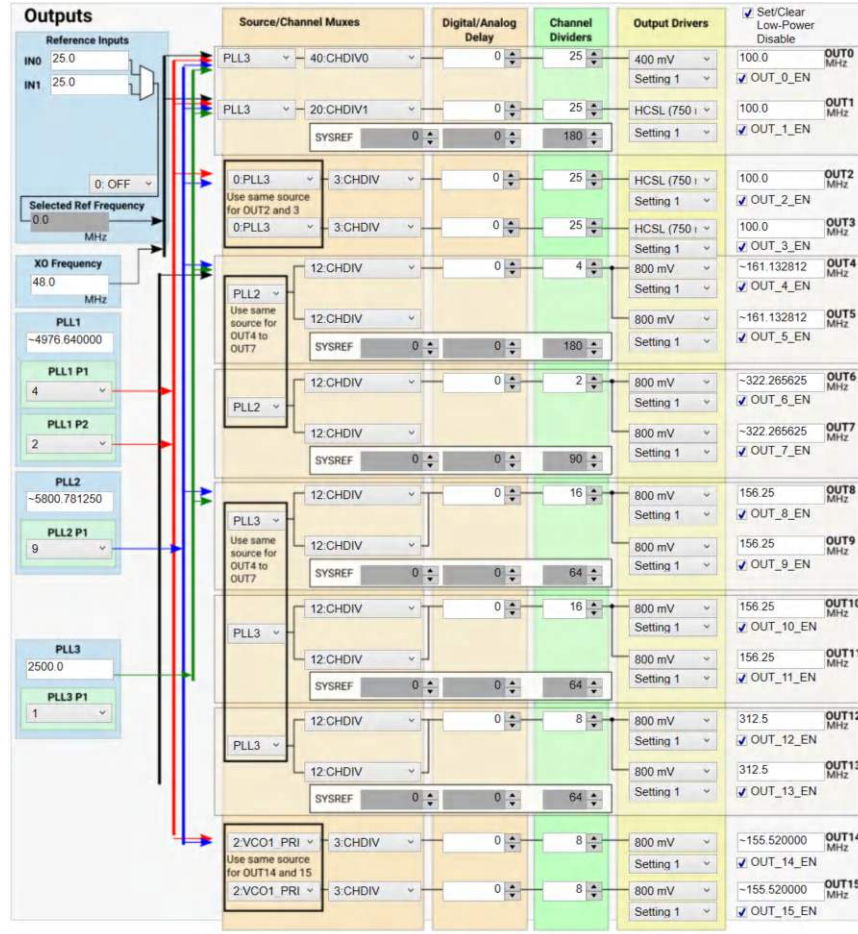 Outputs
Reference Inputs
IN0 25.0
IN1 25.0
0: OFF
Selected Ref Frequency
0.0
MHz
XO Frequency
48.0
MHz
PLL1
~4976.640000
PLL1 P1
4
PLL1 P2
2
PLL2
~5800.781250
PLL2 P1
9
PLL3
2500.0
PLL3 P1
1
Source/Channel Muxes
Digital/Analog
Delay
Channel
Dividers
Output Drivers
Set/Clear
Low-Power
Disable
PLL3 40:CHDIV0 0 25 400 mV 100.0 OUT0
MHz
Setting 1 OUT_0_EN
PLL3 20:CHDIV1 0 25 HCSL (750 100.0 OUT1
MHz
SYSREF 0 0 180 Setting 1 OUT_1_EN
0:PLL3 3:CHDIV 0 25 HCSL (750 100.0 OUT2
MHz
Use same source
for OUT2 and 3
Setting 1 OUT_2_EN
0:PLL3 3:CHDIV 0 25 HCSL (750 100.0 OUT3
MHz
Setting 1 OUT_3_EN
12:CHDIV 0 4 800 mV ~161.132812 OUT4
MHz
PLL2 Setting 1 OUT_4_EN
Use same
source for
OUT4 to
OUT7
12:CHDIV 800 mV ~161.132812 OUT5
MHz
SYSREF 0 0 180 Setting 1 OUT_5_EN
12:CHDIV 0 2 800 mV ~322.265625 OUT6
MHz
PLL2 Setting 1 OUT_6_EN
12:CHDIV 800 mV ~322.265625 OUT7
MHz
SYSREF 0 0 90 Setting 1 OUT_7_EN
12:CHDIV 0 16 800 mV 156.25 OUT8
MHz
PLL3 Setting 1 OUT_8_EN
Use same
source for
OUT4 to
OUT7
12:CHDIV 800 mV 156.25 OUT9
MHz
SYSREF 0 0 64 Setting 1 OUT_9_EN
12:CHDIV 0 16 800 mV 156.25 OUT10
MHz
PLL3 Setting 1 OUT_10_EN
12:CHDIV 800 mV 156.25 OUT11
MHz
SYSREF 0 0 64 Setting 1 OUT_11_EN
12:CHDIV 0 8 800 mV 312.5 OUT12
MHz
PLL3 Setting 1 OUT_12_EN
12:CHDIV 800 mV 312.5 OUT13
MHz
SYSREF 0 0 64 Setting 1 OUT_13_EN
2:VCO1_PRI 3:CHDIV 0 8 800 mV ~155.520000 OUT14
MHz
Use same source
for OUT14 and 15
Setting 1 OUT_14_EN
2:VCO1_PRI 3:CHDIV 0 8 800 mV ~155.520000 OUT15
MHz
Setting 1 OUT_15_EN